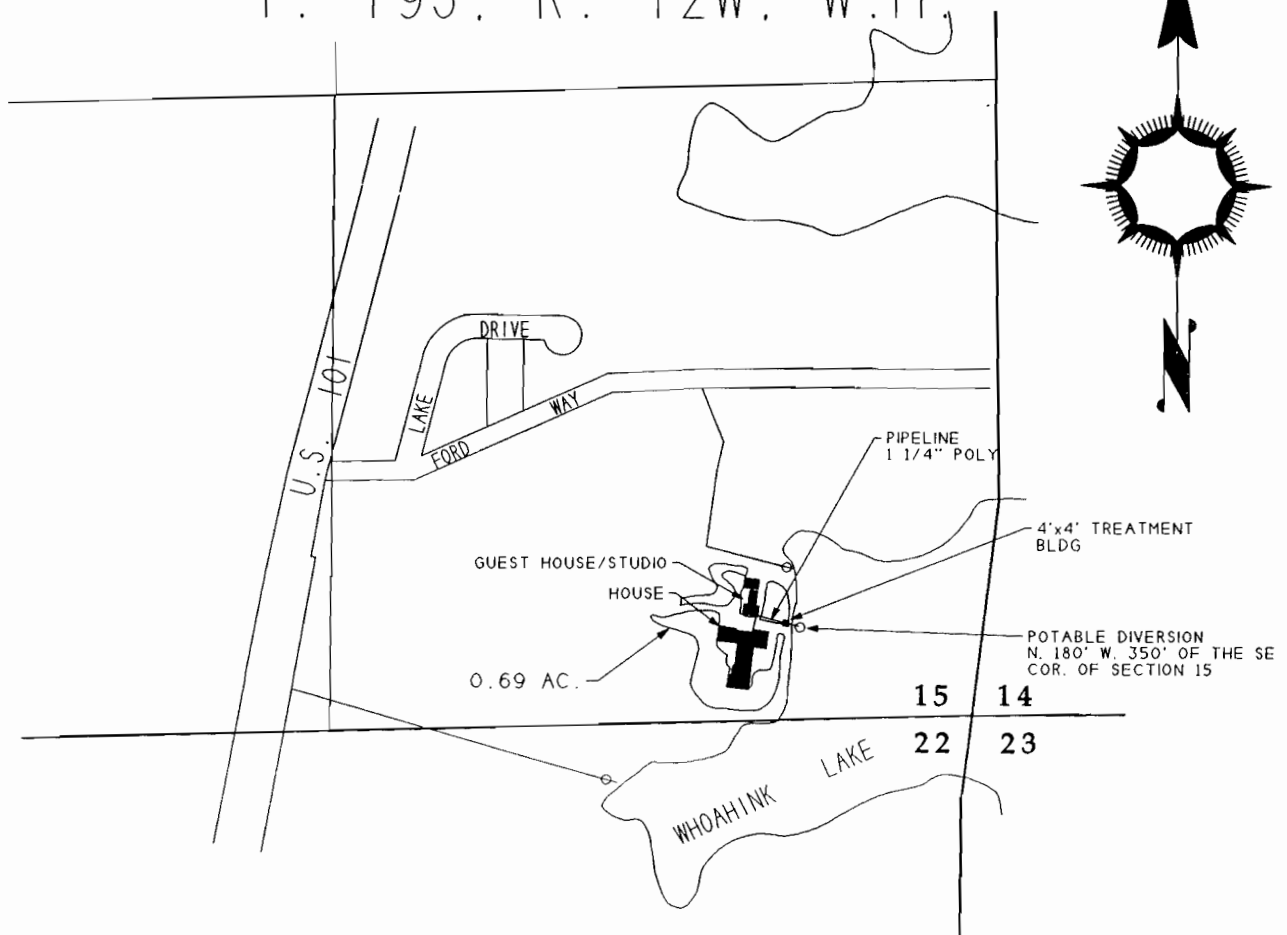 T. 19S. R. 12W. W.M.
DRIVE
LAKE
FORD
WAY
U.S. 101
PIPELINE
1 1/4" POLY
4'x4' TREATMENT
BLDG
GUEST HOUSE/STUDIO
HOUSE
POTABLE DIVERSION
N. 180' W. 350' OF THE SE
COR. OF SECTION 15
0.69 AC.
15 14
22 23
WHOAHINK LAKE
N